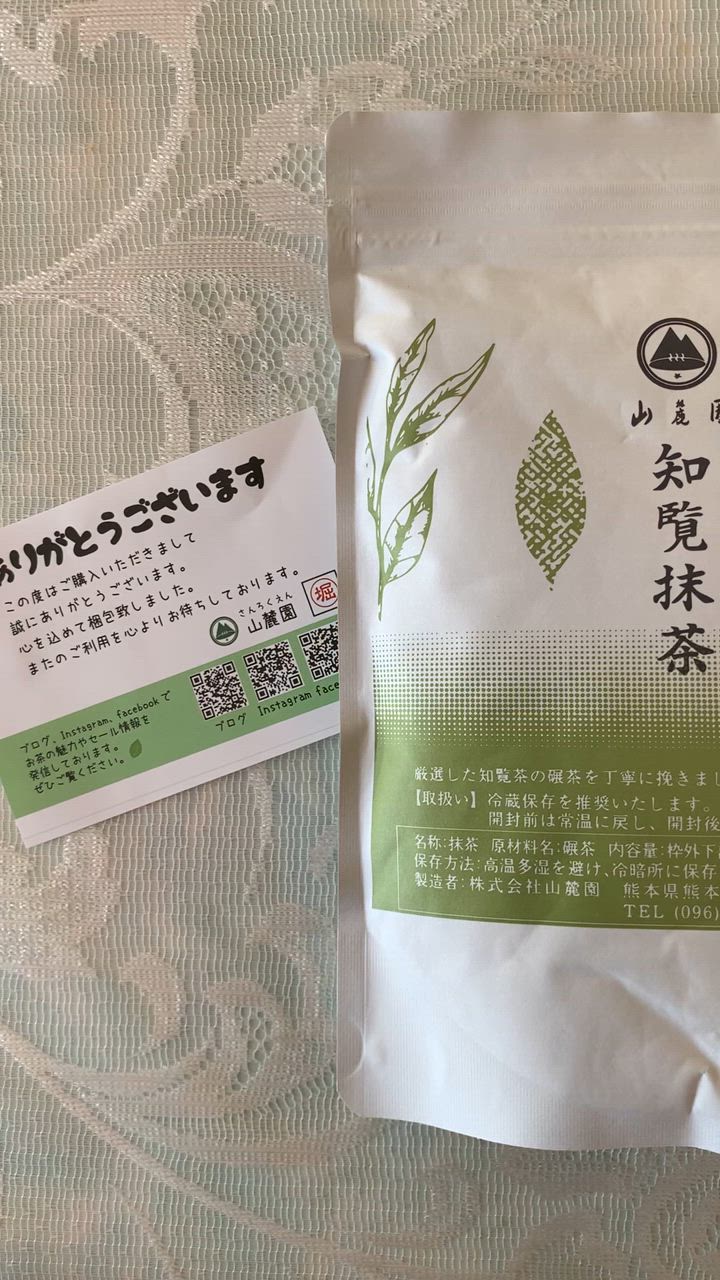 ありがとうございます
この度はご購入いただきまして
誠にありがとうございます。
心を込めて梱包致しました。
またのご利用を心よりお待ちしております。
さんろくえん
山麓園
堀
ブログ、Instagram、facebookで
お茶の魅力やセール情報を
発信しております。
ぜひご覧ください。
ブログ Instagram face
山麓園
知覧抹茶
厳選した知覧茶の碾茶を丁寧に挽きまし
【取扱い】冷蔵保存を推奨いたします。
開封前は常温に戻し、開封後
名称:抹茶 原材料名:碾茶 内容量:枠外下
保存方法:高温多湿を避け、冷暗所に保存
製造者:株式会社山麓園 熊本県熊本
TEL (096)